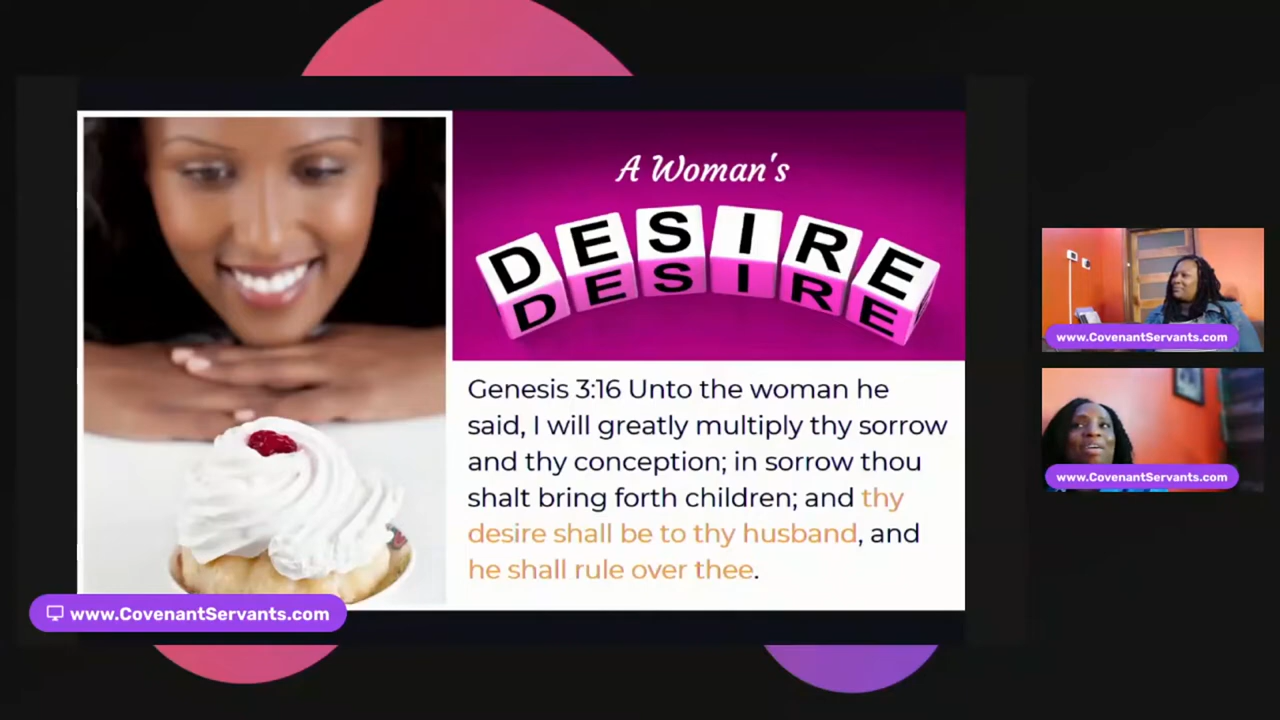 A Woman's
DESIRE
DESIRE
Genesis 3:16 Unto the woman he
said, I will greatly multiply thy sorrow
and thy conception; in sorrow thou
shalt bring forth children; and thy
desire shall be to thy husband, and
he shall rule over thee.
www.CovenantServants.com
www.CovenantServants.com
www.CovenantServants.com